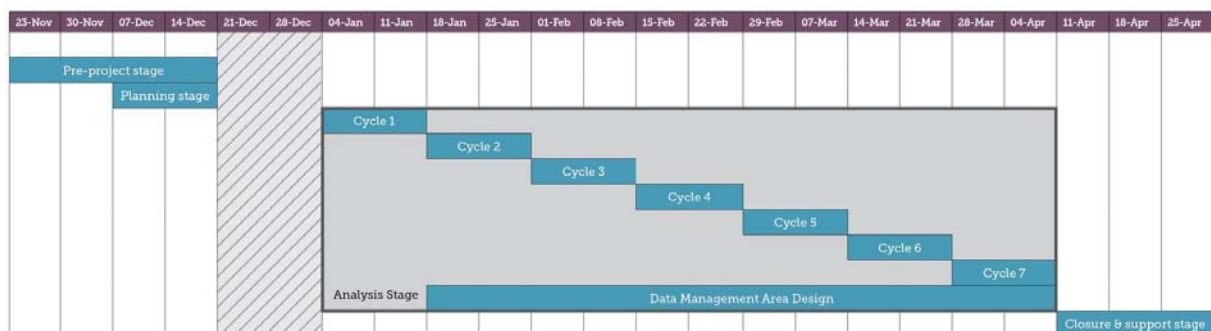 23-Nov 30-Nov 07-Dec 14-Dec 21-Dec 28-Dec 04-Jan 11-Jan 18-Jan 25-Jan 01-Feb 08-Feb 15-Feb 22-Feb 29-Feb 07-Mar 14-Mar 21-Mar 28-Mar 04-Apr 11-Apr 18-Apr 25-Apr
Pre-project stage
Planning stage
Cycle 1
Cycle 2
Cycle 3
Cycle 4
Cycle 5
Cycle 6
Cycle 7
Analysis Stage Data Management Area Design
Closure & support stage